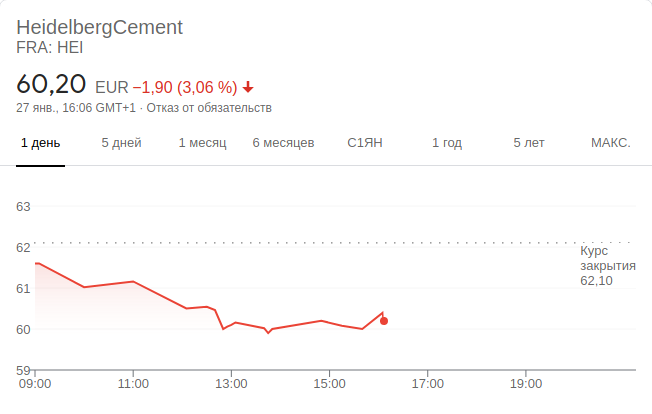 HeidelbergCement
FRA: HEI
60,20 EUR −1,90 (3,06 %)
27 янв., 16:06 GMT+1 · Отказ от обязательств
1 день 5 дней 1 месяц 6 месяцев С1ЯН 1 год 5 лет МАКС.
63
62
Курс
закрытия
62,10
61
60
59
09:00 11:00 13:00 15:00 17:00 19:00